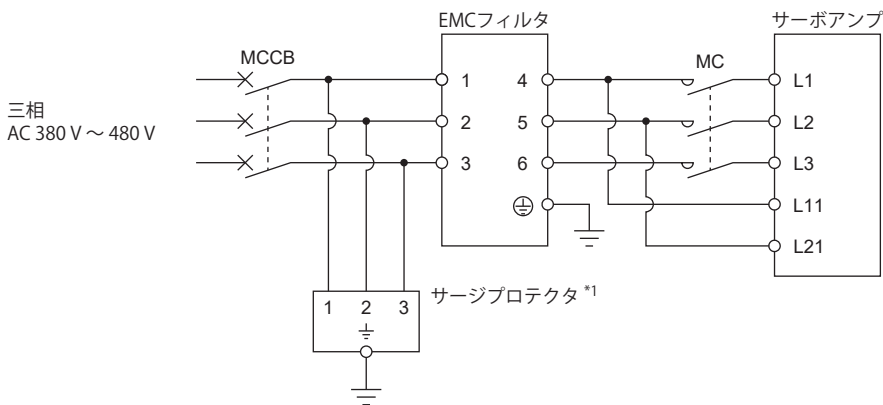 EMCフィルタ
サーボアンプ
MCCB
MC
三相
AC 380 V ～ 480 V
1 4 L1
2 5 L2
3 6 L3
L11
L21
サージプロテクタ *1
1 2 3